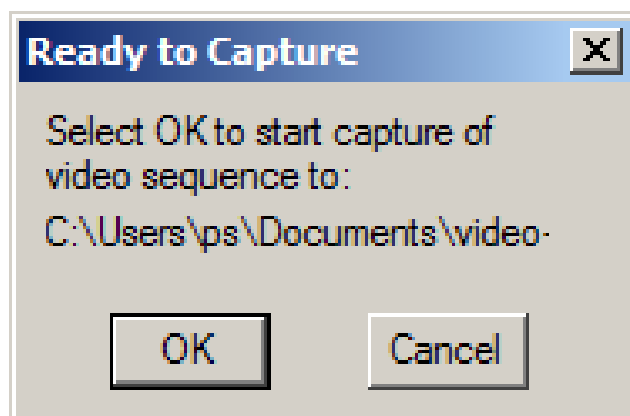 Ready to Capture
Select OK to start capture of
video sequence to:
C:\Users\ps\Documents\video-
OK
Cancel